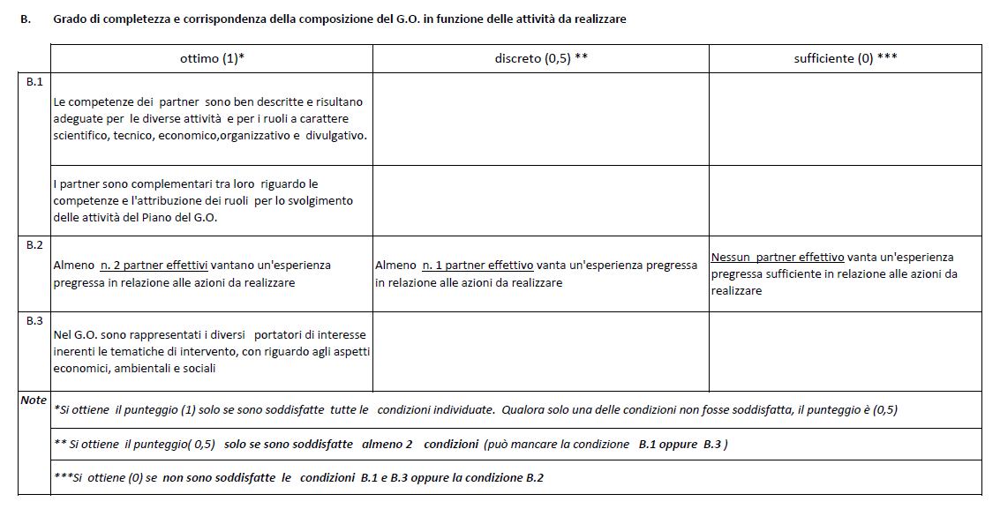 B. Grado di completezza e corrispondenza della composizione del G.O. in funzione delle attività da realizzare
ottimo (1)* discreto (0,5) ** sufficiente (0) ***
B.1
Le competenze dei partner sono ben descritte e risultano
adeguate per le diverse attività e per i ruoli a carattere
scientifico, tecnico, economico,organizzativo e divulgativo.
I partner sono complementari tra loro riguardo le
competenze e l'attribuzione dei ruoli per lo svolgimento
delle attività del Piano del G.O.
B.2
Almeno n. 2 partner effettivi vantano un'esperienza
pregressa in relazione alle azioni da realizzare
Almeno n. 1 partner effettivo vanta un'esperienza pregressa
in relazione alle azioni da realizzare
Nessun partner effettivo vanta un'esperienza
pregressa sufficiente in relazione alle azioni da
realizzare
B.3
Nel G.O. sono rappresentati i diversi portatori di interesse
inerenti le tematiche di intervento, con riguardo agli aspetti
economici, ambientali e sociali
Note
*Si ottiene il punteggio (1) solo se sono soddisfatte tutte le condizioni individuate. Qualora solo una delle condizioni non fosse soddisfatta, il punteggio è (0,5)
** Si ottiene il punteggio( 0,5) solo se sono soddisfatte almeno 2 condizioni (può mancare la condizione B.1 oppure B.3 )
***Si ottiene (0) se non sono soddisfatte le condizioni B.1 e B.3 oppure la condizione B.2